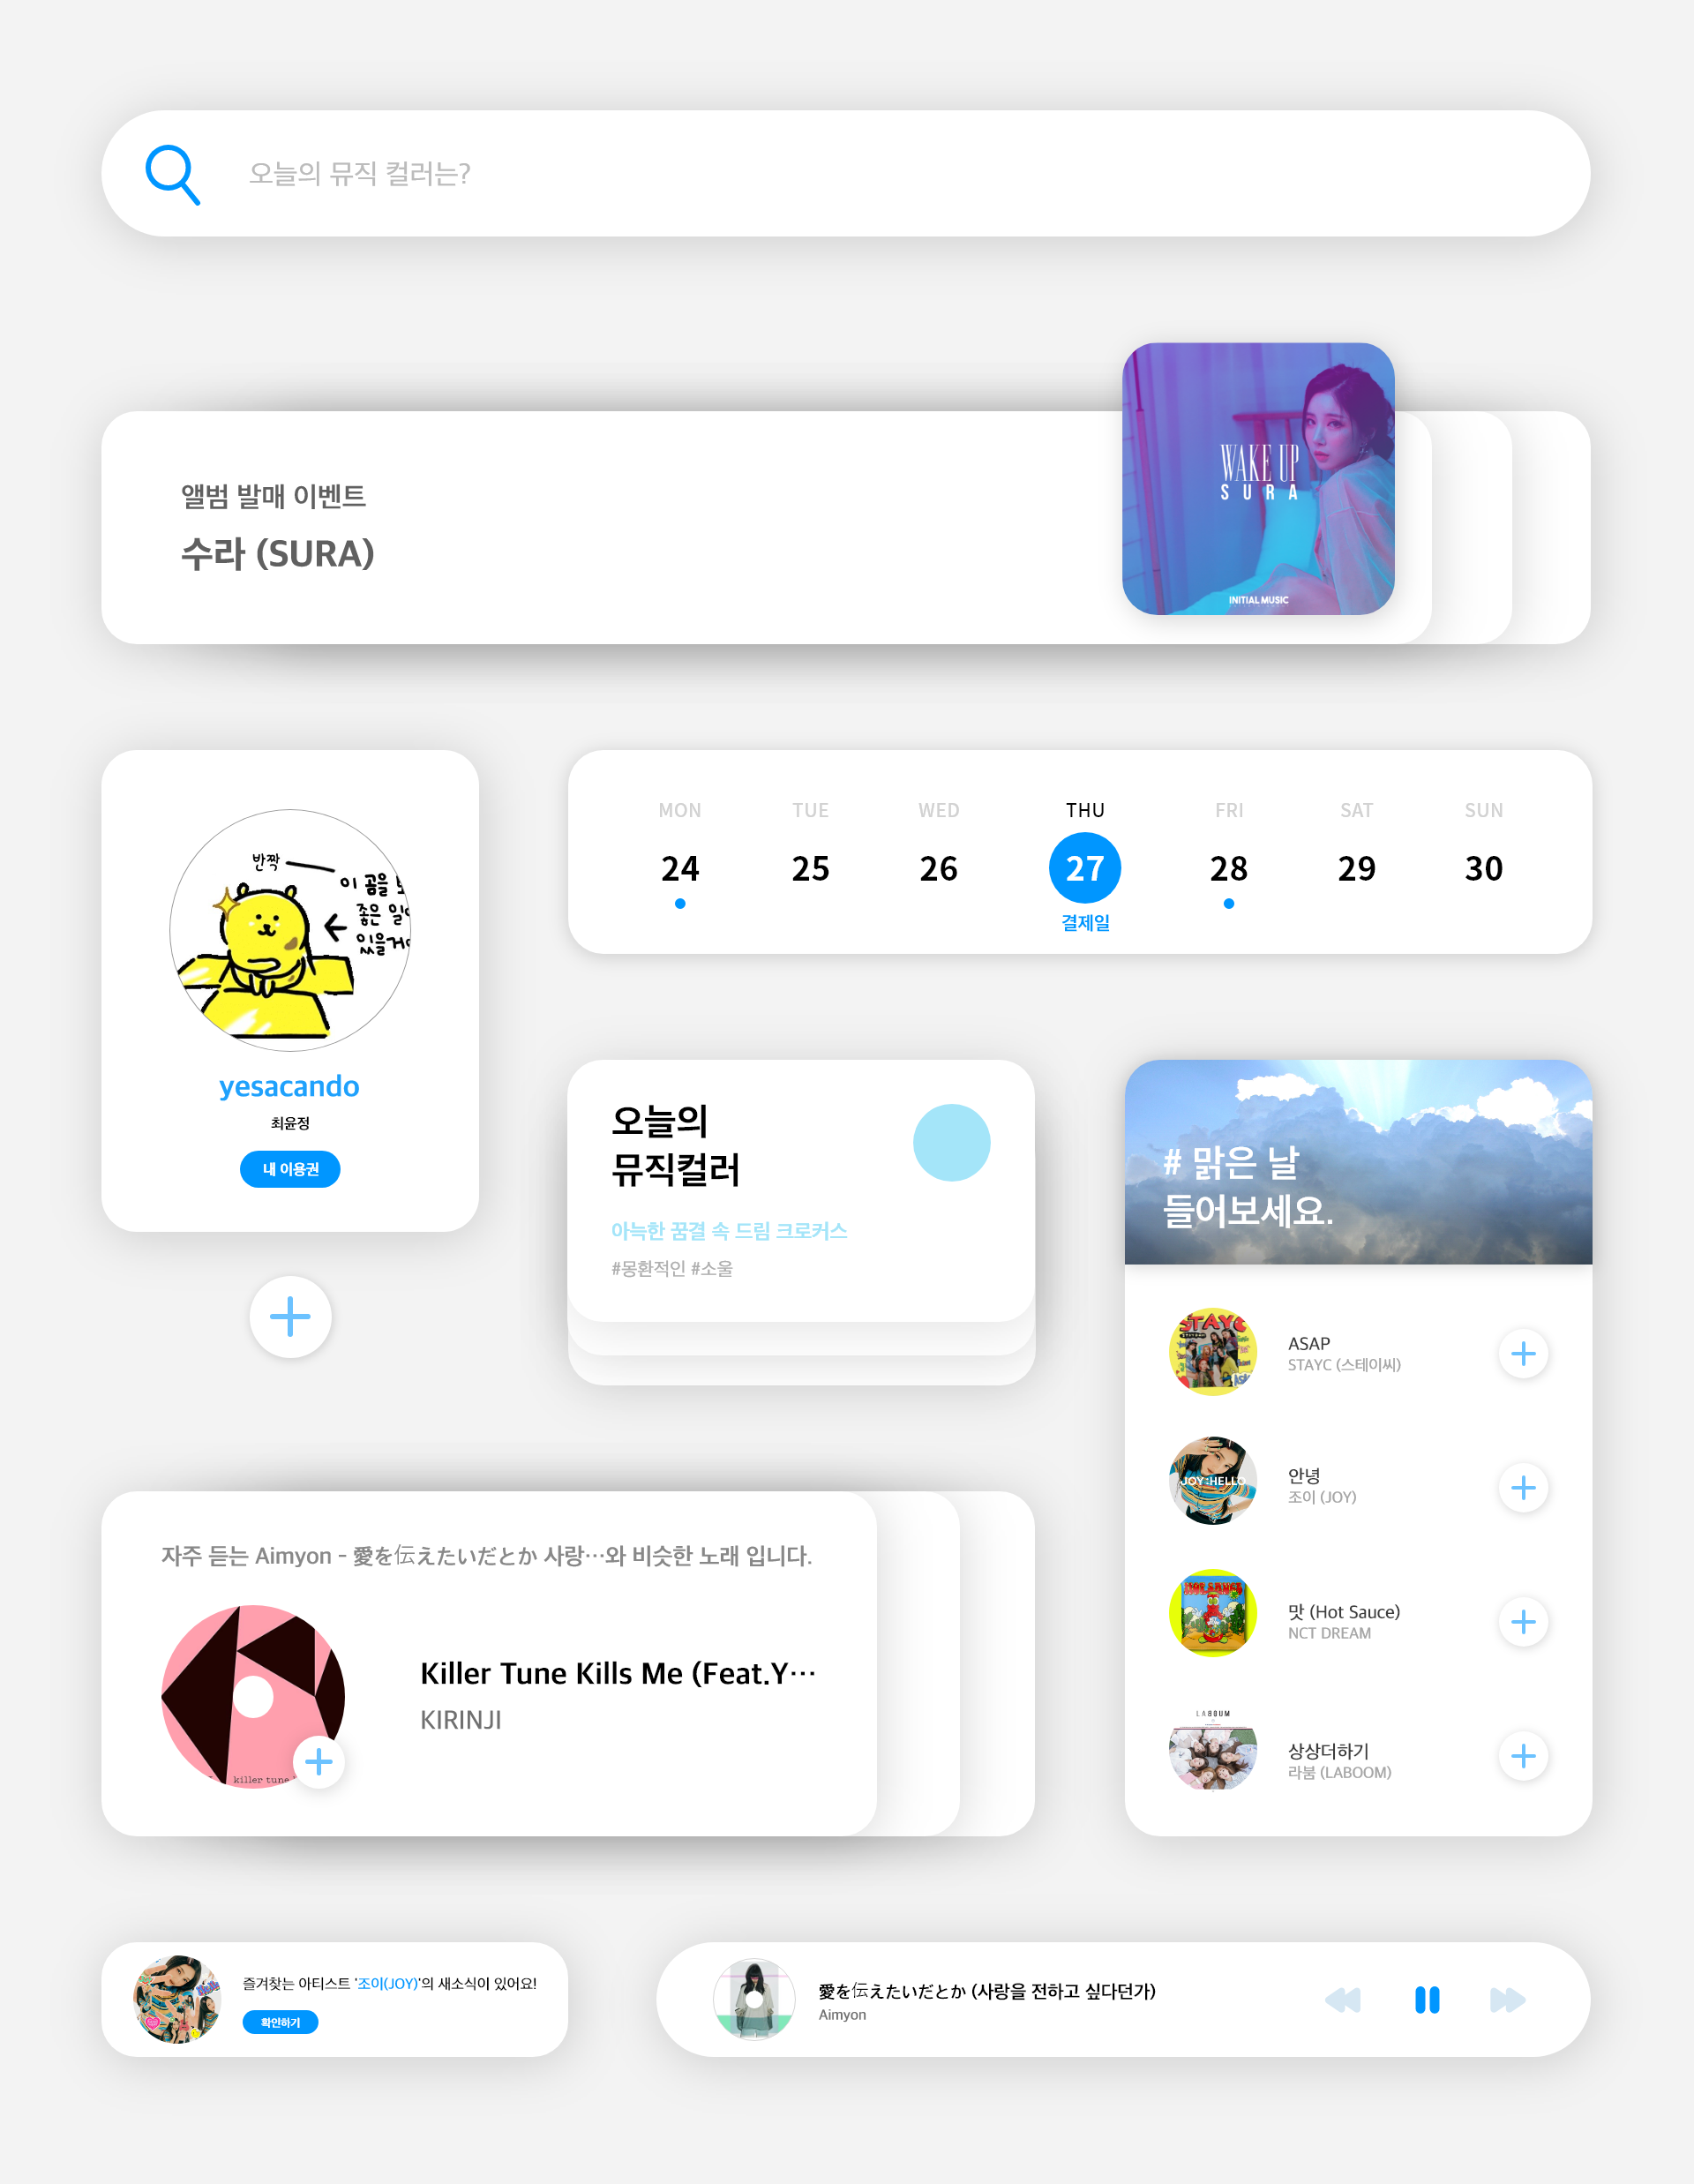 오늘의 뮤직 컬러는?
앨범 발매 이벤트
수라 (SURA)
WAKE UP
SURA
INITIAL MUSIC
반짝
이 곰을
좋은
yesacando
최윤정
내 이용권
MON TUE WED THU FRI SAT SUN
24 25 26 27 28 29 30
결제일
오늘의
뮤직컬러
아늑한 꿈결 속 드림 크로커스
#몽환적인 #소울
# 맑은 날
들어보세요.
STAYC
ASAP
STAYC (스테이씨)
JOY:HELLO
안녕
조이 (JOY)
HOT SAUCE
맛 (Hot Sauce)
NCT DREAM
LABOUM
상상더하기
라붐 (LABOOM)
자주 듣는 Aimyon - 愛を伝えたいだとか 사랑…와 비슷한 노래 입니다.
killer tune
Killer Tune Kills Me (Feat.Y…
KIRINJI
즐겨찾는 아티스트 '조이(JOY)'의 새소식이 있어요!
확인하기
愛を伝えたいだとか (사랑을 전하고 싶다던가)
Aimyon